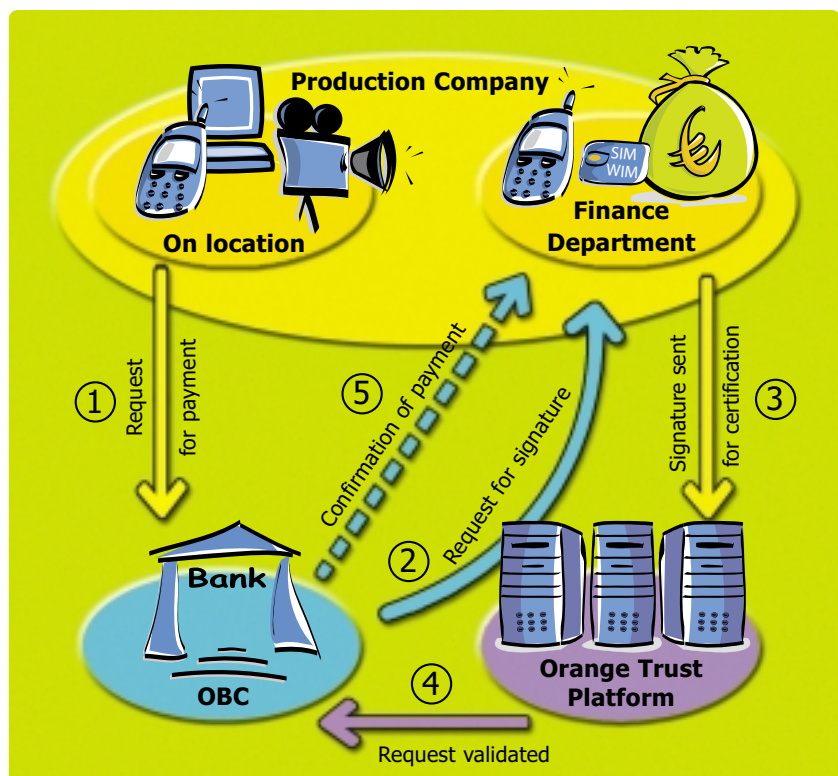 Production Company
SIM
WIM
€
On location
Finance
Department
1
Request
for payment
5
Confirmation of payment
2
Request for signature
Signature sent
for certification
3
Bank
OBC
Orange Trust
Platform
4
Request validated